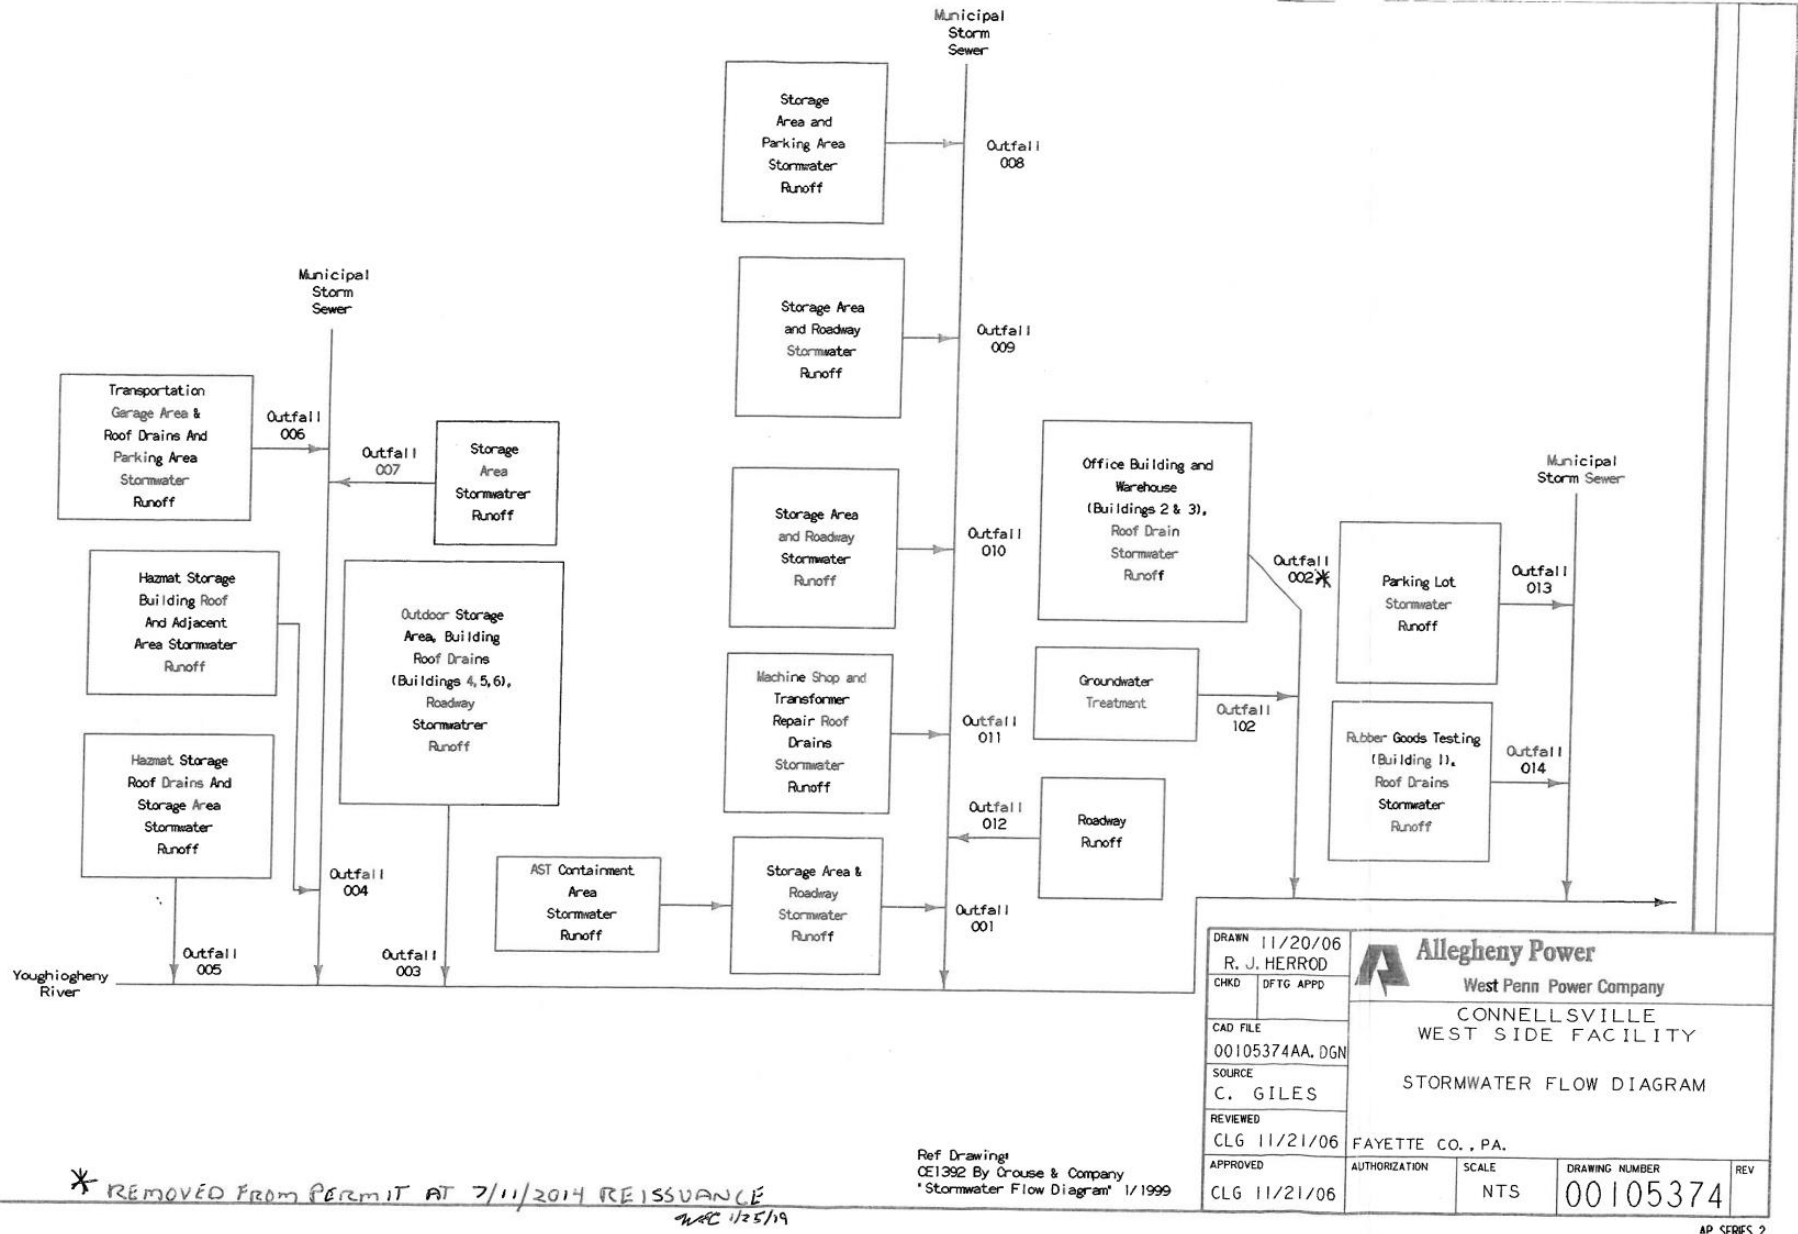 Municipal
Storm
Sewer
Storage
Area and
Parking Area
Stormwater
Runoff
Outfall
008
Storage Area
and Roadway
Stormwater
Runoff
Outfall
009
Municipal
Storm
Sewer
Transportation
Garage Area &
Roof Drains And
Parking Area
Stormwater
Runoff
Outfall
006
Outfall
007
Storage
Area
Stormwatrer
Runoff
Hazmat Storage
Building Roof
And Adjacent
Area Stormwater
Runoff
Outdoor Storage
Area, Building
Roof Drains
(Buildings 4,5,6),
Roadway
Stormwatrer
Runoff
Hazmat Storage
Roof Drains And
Storage Area
Stormwater
Runoff
Outfall
004
Outfall
005
Outfall
003
Youghiogheny
River
Storage Area
and Roadway
Stormwater
Runoff
Outfall
010
Machine Shop and
Transformer
Repair Roof
Drains
Stormwater
Runoff
Outfall
011
Outfall
012
Roadway
Runoff
AST Containment
Area
Stormwater
Runoff
Storage Area &
Roadway
Stormwater
Runoff
Outfall
001
Office Building and
Warehouse
(Buildings 2 & 3),
Roof Drain
Stormwater
Runoff
Outfall
002*
Groundwater
Treatment
Outfall
102
Municipal
Storm Sewer
Parking Lot
Stormwater
Runoff
Outfall
013
Rubber Goods Testing
(Building 1),
Roof Drains
Stormwater
Runoff
Outfall
014
DRAWN 11/20/06
R. J. HERROD
CHKD DFTG APPD
CAD FILE
00105374AA.DGN
SOURCE
C. GILES
REVIEWED
CLG 11/21/06
APPROVED
CLG 11/21/06
Allegheny Power
West Penn Power Company
CONNELLSVILLE
WEST SIDE FACILITY
STORMWATER FLOW DIAGRAM
FAYETTE CO., PA.
AUTHORIZATION
SCALE
NTS
DRAWING NUMBER
00105374
REV
AP SERIES 2
Ref Drawing:
CE1392 By Crouse & Company
"Stormwater Flow Diagram" 1/1999
* REMOVED FROM PERMIT AT 7/11/2014 REISSUANCE
1/25/19